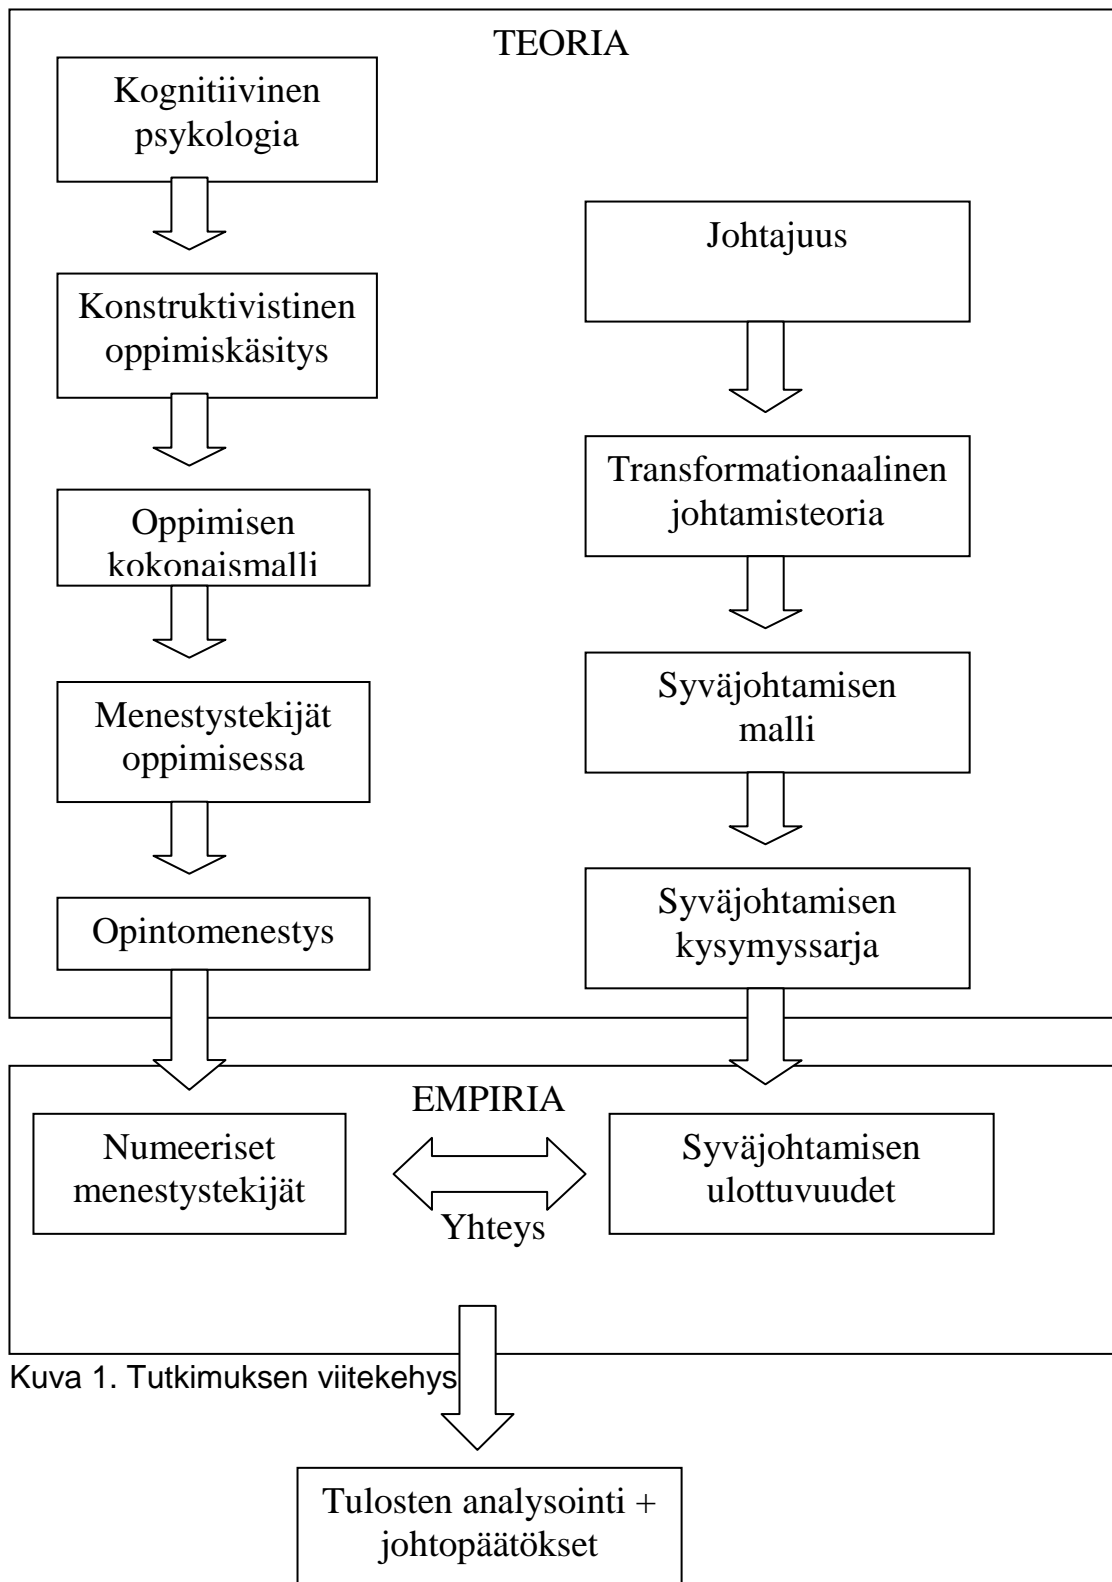 TEORIA
Kognitiivinen
psykologia
Konstruktivistinen
oppimiskäsitys
Oppimisen
kokonaismalli
Menestystekijät
oppimisessa
Opintomenestys
Johtajuus
Transformationaalinen
johtamisteoria
Syväjohtamisen
malli
Syväjohtamisen
kysymyssarja
EMPIRIA
Numeeriset
menestystekijät
Yhteys
Syväjohtamisen
ulottuvuudet
Kuva 1. Tutkimuksen viitekehys
Tulosten analysointi +
johtopäätökset